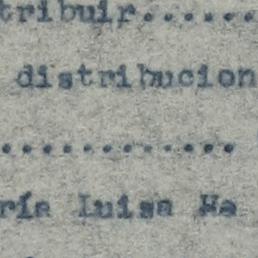 tribuir......
distribucion
............
ría Luisa Ma